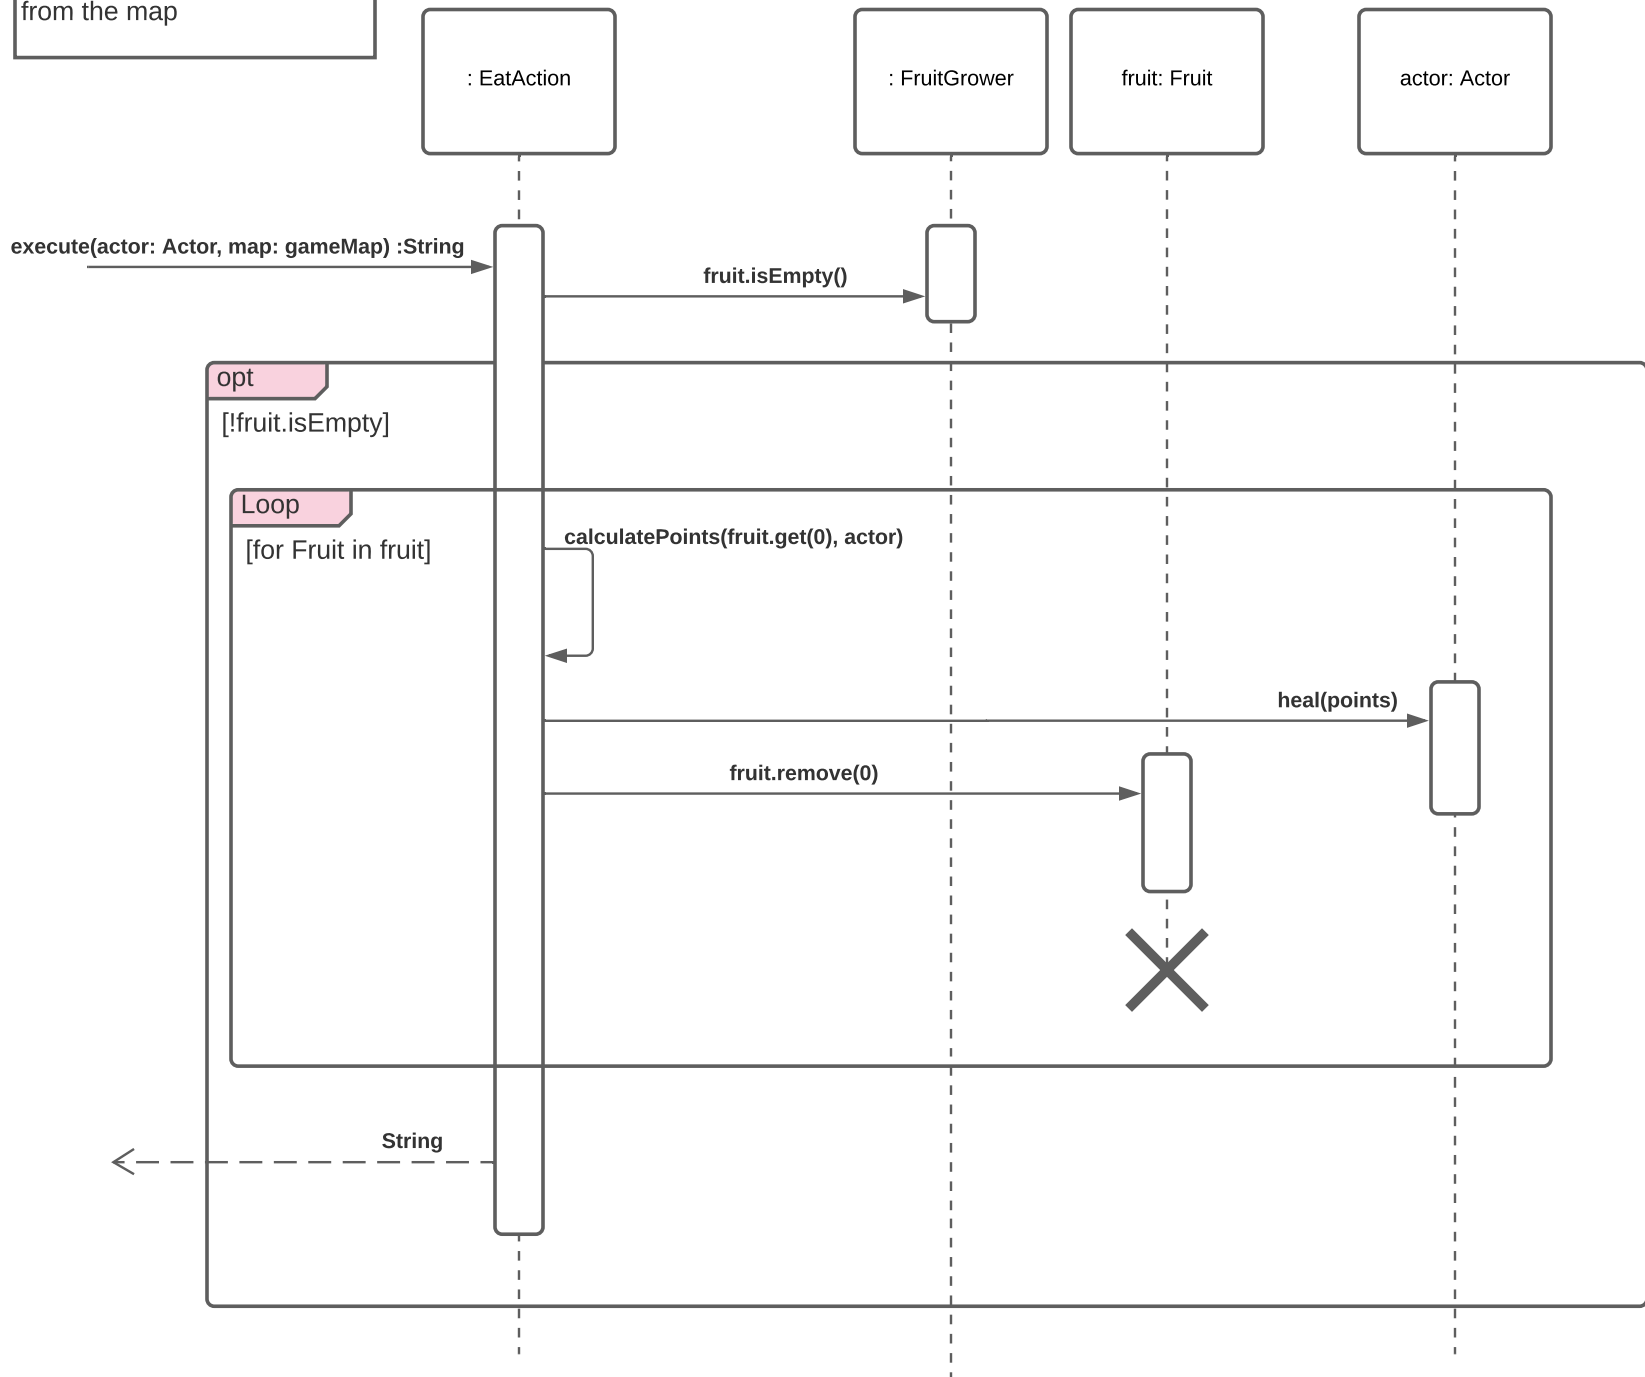 from the map
: EatAction
: FruitGrower
fruit: Fruit
actor: Actor
execute(actor: Actor, map: gameMap) :String
fruit.isEmpty()
opt
[!fruit.isEmpty]
Loop
[for Fruit in fruit]
calculatePoints(fruit.get(0), actor)
heal(points)
fruit.remove(0)
String